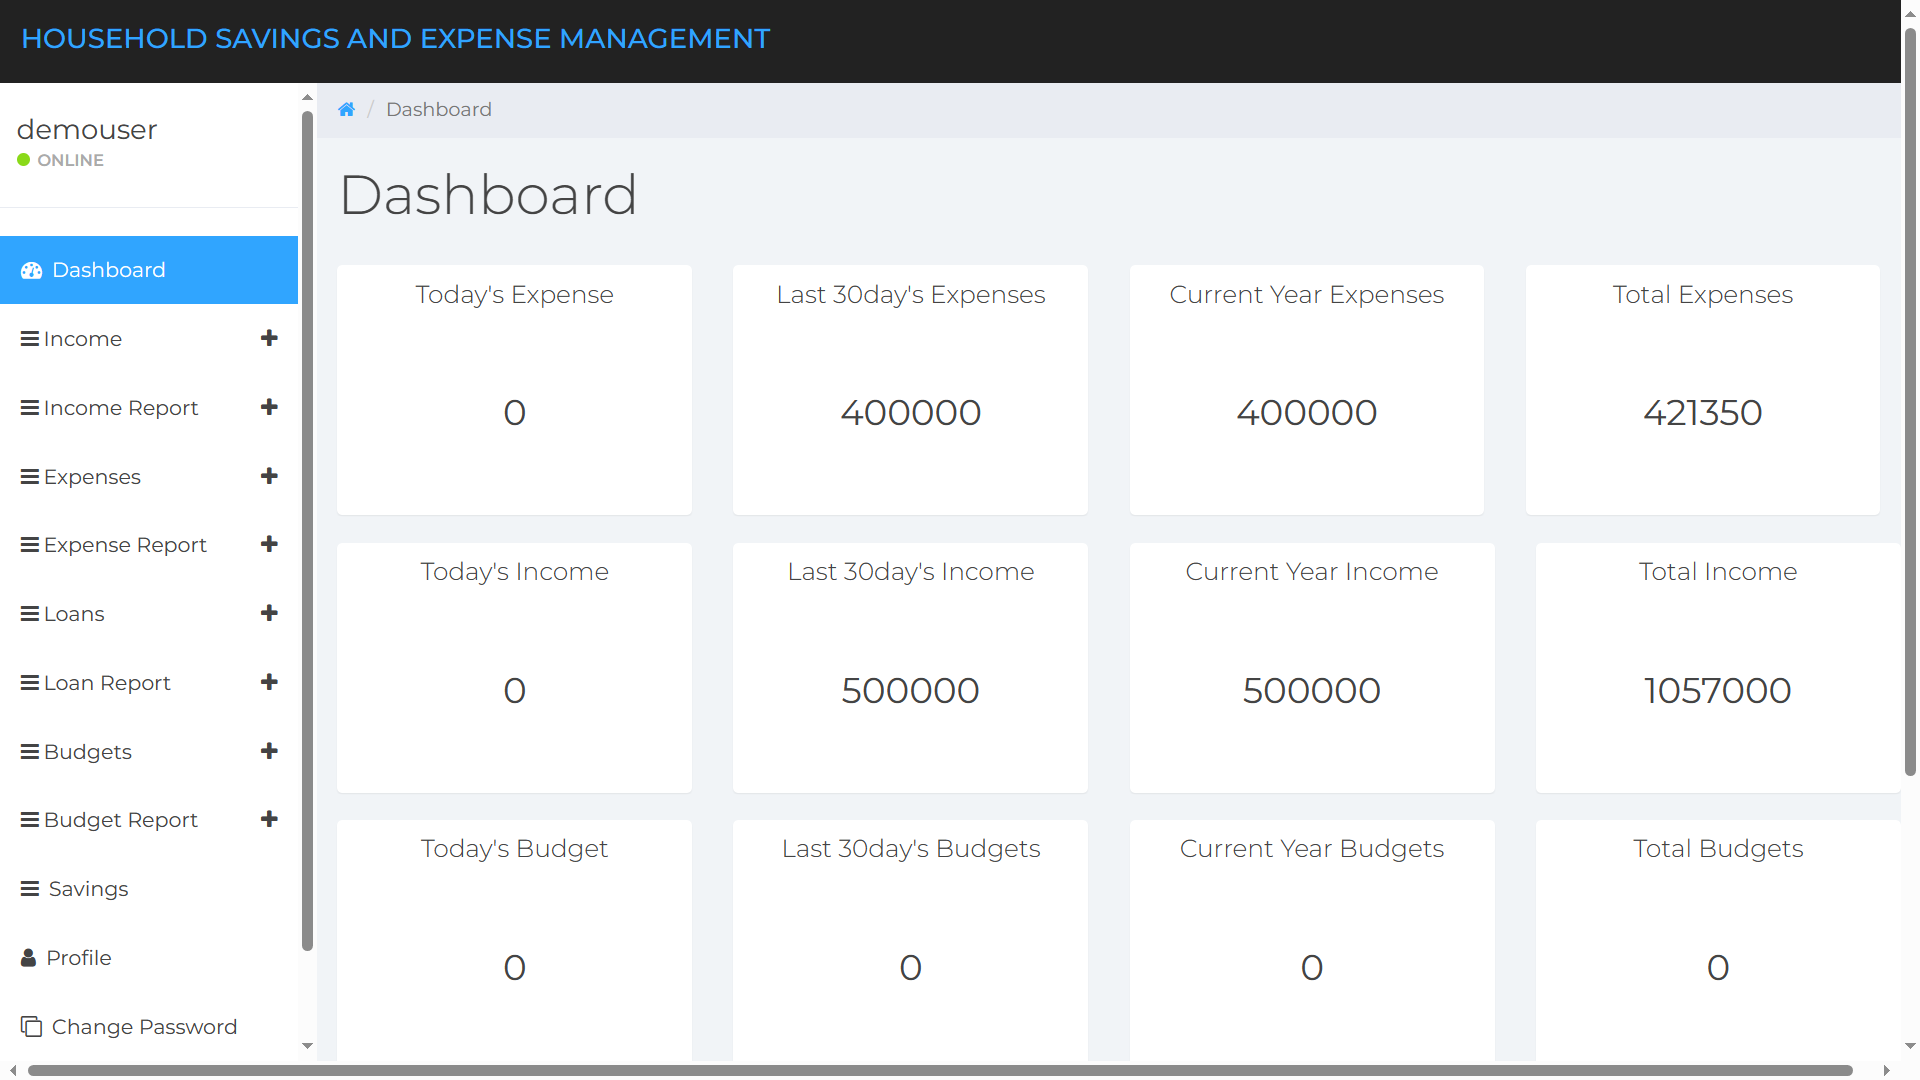 HOUSEHOLD SAVINGS AND EXPENSE MANAGEMENT
demouser
ONLINE
Dashboard
Income
Income Report
Expenses
Expense Report
Loans
Loan Report
Budgets
Budget Report
Savings
Profile
Change Password
/ Dashboard
Dashboard
Today's Expense
0
Last 30day's Expenses
400000
Current Year Expenses
400000
Total Expenses
421350
Today's Income
0
Last 30day's Income
500000
Current Year Income
500000
Total Income
1057000
Today's Budget
0
Last 30day's Budgets
0
Current Year Budgets
0
Total Budgets
0